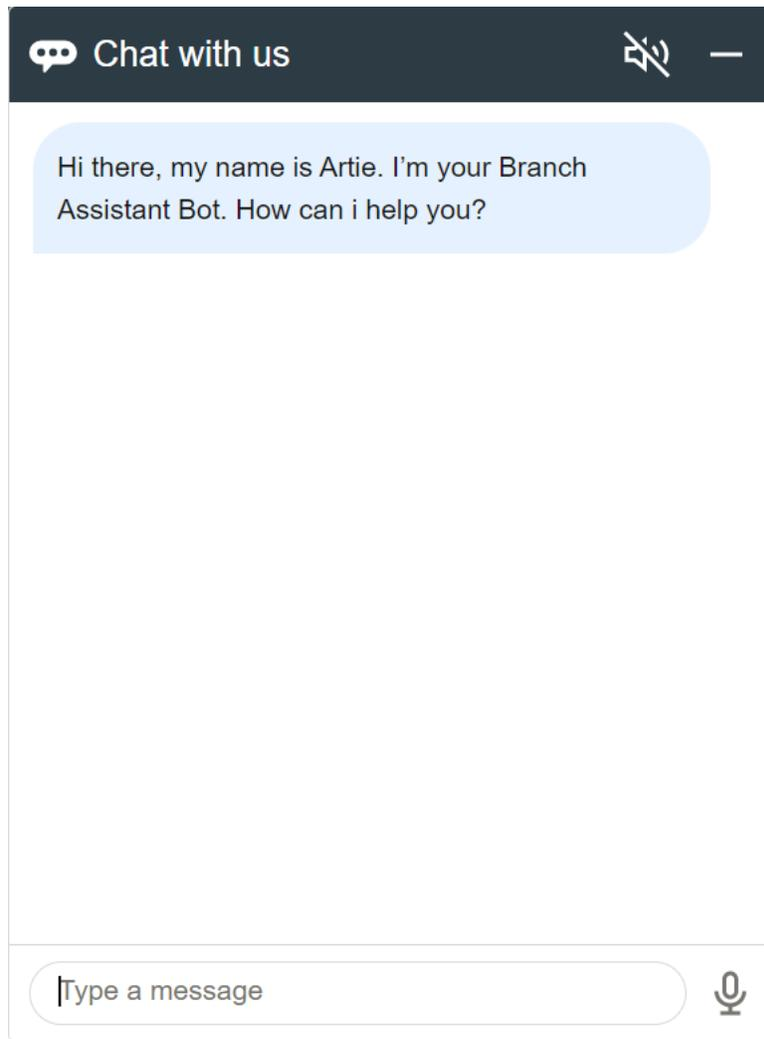 Chat with us
Hi there, my name is Artie. I’m your Branch
Assistant Bot. How can i help you?
Type a message